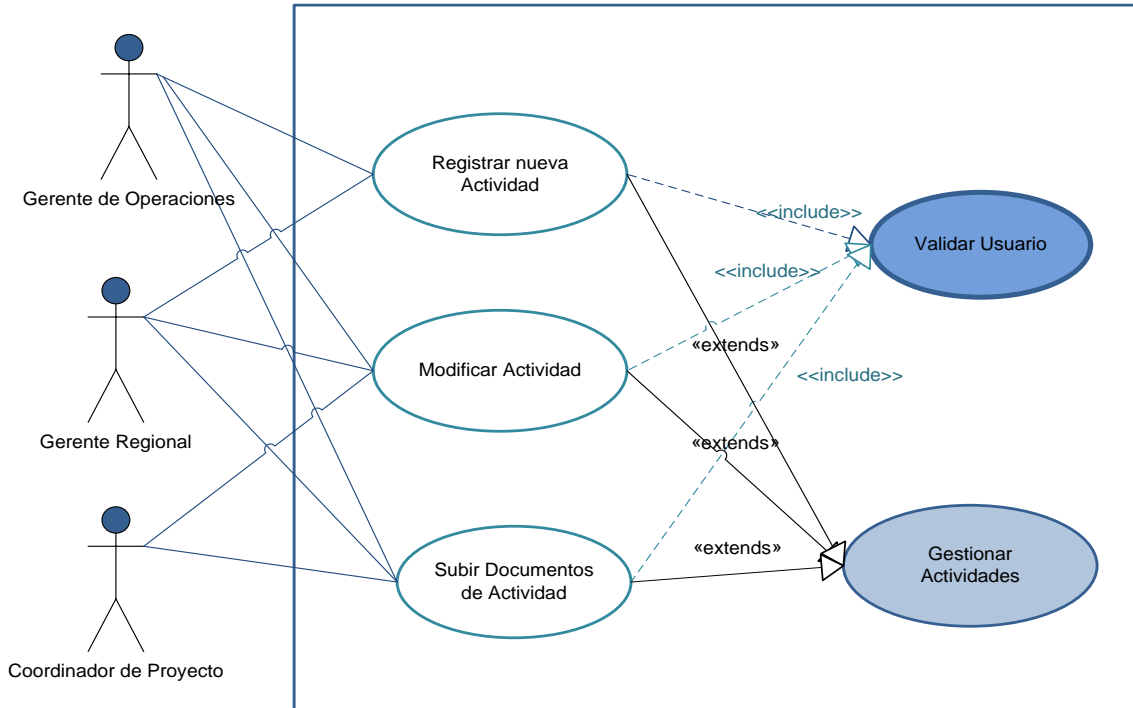 Gerente de Operaciones
Gerente Regional
Coordinador de Proyecto
Registrar nueva
Actividad
Modificar Actividad
Subir Documentos
de Actividad
<<include>>
<<include>>
<<include>>
«extends»
«extends»
«extends»
Validar Usuario
Gestionar
Actividades